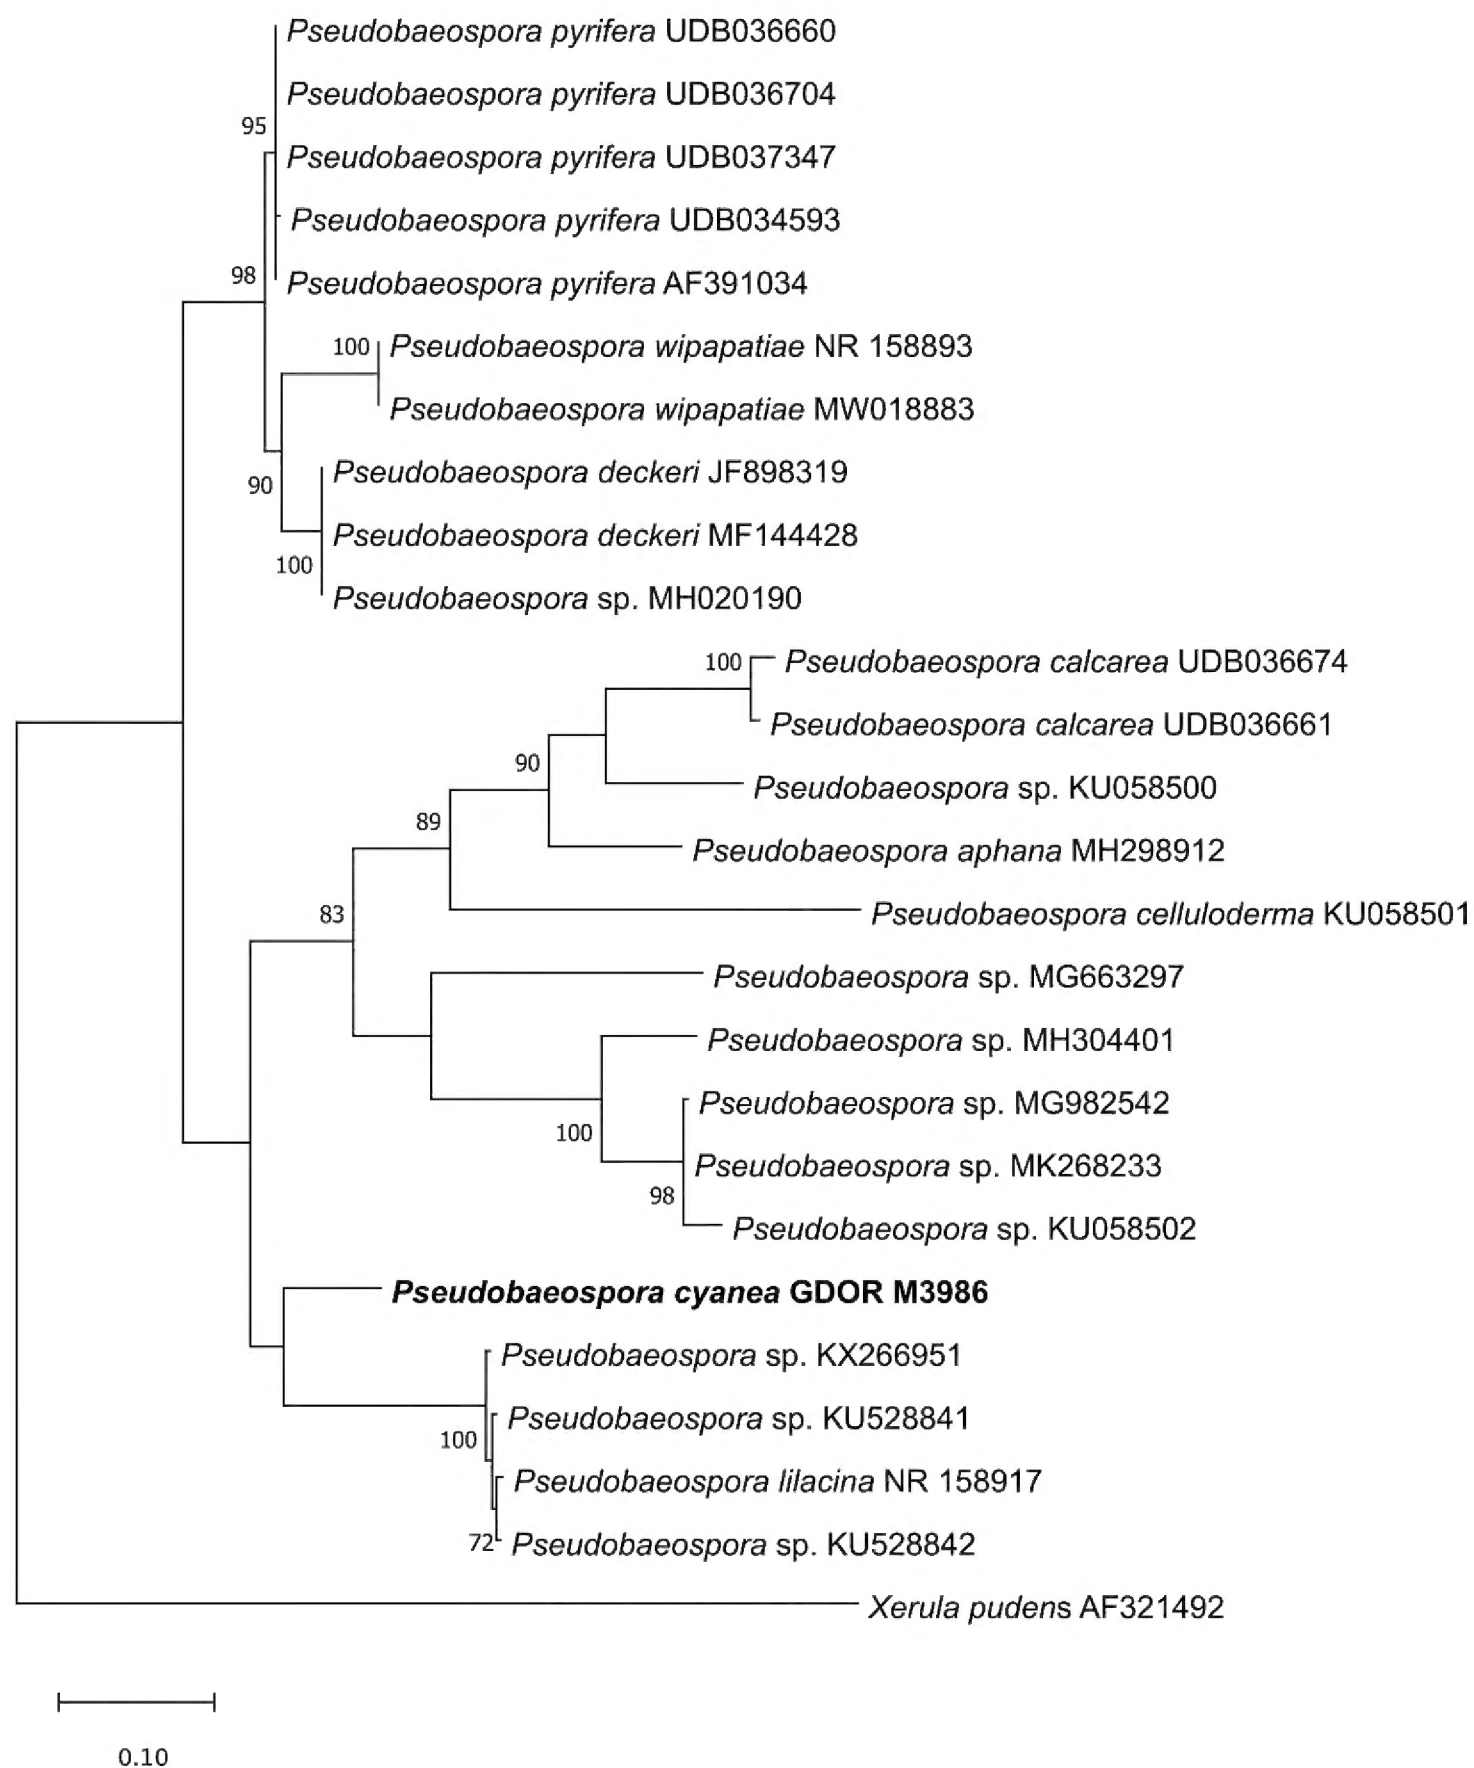 Pseudobaeospora pyrifera UDB036660
Pseudobaeospora pyrifera UDB036704
95
Pseudobaeospora pyrifera UDB037347
Pseudobaeospora pyrifera UDB034593
98
Pseudobaeospora pyrifera AF391034
100 Pseudobaeospora wipapatiae NR 158893
Pseudobaeospora wipapatiae MW018883
Pseudobaeospora deckeri JF898319
90
Pseudobaeospora deckeri MF144428
100
Pseudobaeospora sp. MH020190
100 Pseudobaeospora calcarea UDB036674
Pseudobaeospora calcarea UDB036661
90
Pseudobaeospora sp. KU058500
89
Pseudobaeospora aphana MH298912
83
Pseudobaeospora celluloderma KU058501
Pseudobaeospora sp. MG663297
Pseudobaeospora sp. MH304401
Pseudobaeospora sp. MG982542
100
Pseudobaeospora sp. MK268233
98
Pseudobaeospora sp. KU058502
Pseudobaeospora cyanea GDOR M3986
Pseudobaeospora sp. KX266951
Pseudobaeospora sp. KU528841
100
Pseudobaeospora lilacina NR 158917
72 Pseudobaeospora sp. KU528842
Xerula pudens AF321492
0.10